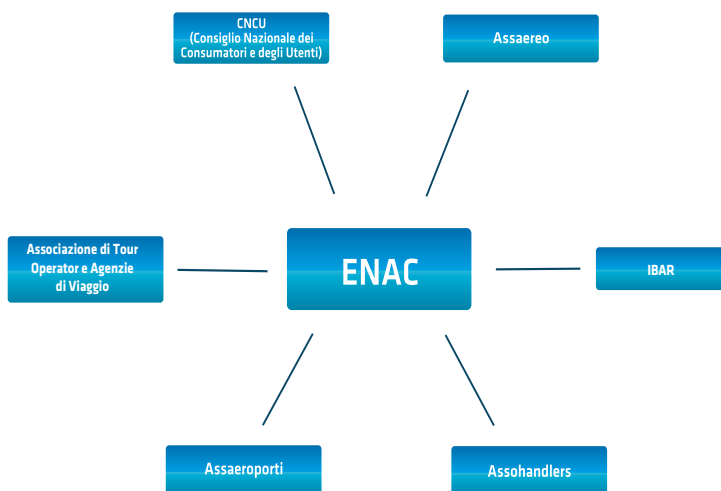 CNCU
(Consiglio Nazionale dei
Consumatori e degli Utenti)
Assaereo
Associazione di Tour
Operator e Agenzie
di Viaggio
ENAC
IBAR
Assaeroporti
Assohandlers